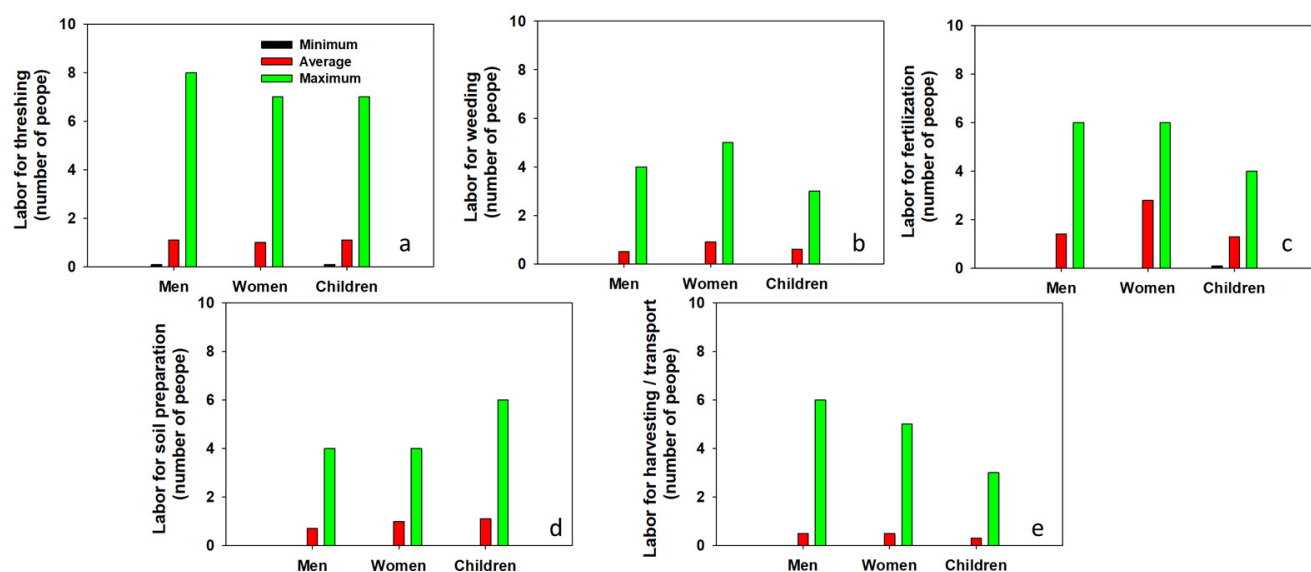 Labor for threshing
(number of peope)
10
8
6
4
2
0
Minimum
Average
Maximum
a
Men Women Children
Labor for weeding
(number of peope)
10
8
6
4
2
0
b
Men Women Children
Labor for fertilization
(number of peope)
10
8
6
4
2
0
c
Men Women Children
Labor for soil preparation
(number of peope)
10
8
6
4
2
0
d
Men Women Children
Labor for harvesting / transport
(number of peope)
10
8
6
4
2
0
e
Men Women Children